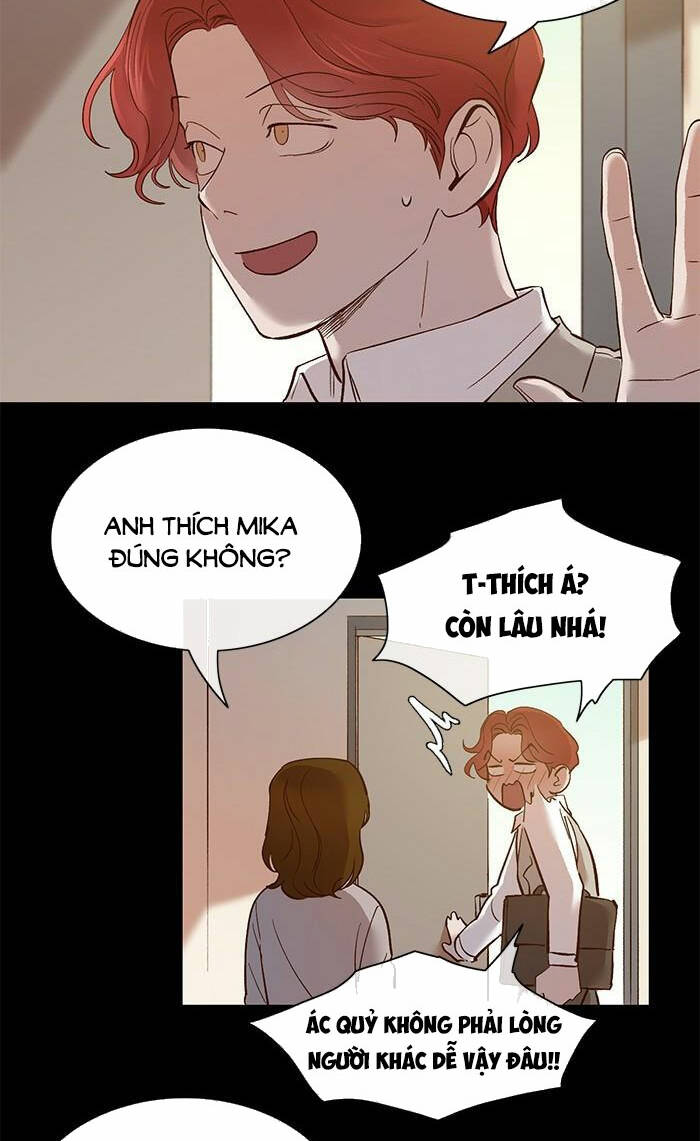 ANH THÍCH MIKA
ĐÚNG KHÔNG?
T-THÍCH Á?
CÒN LÂU NHÁ!
ÁC QUỶ KHÔNG PHẢI LÒNG
NGƯỜI KHÁC DỄ VẬY ĐÂU!!